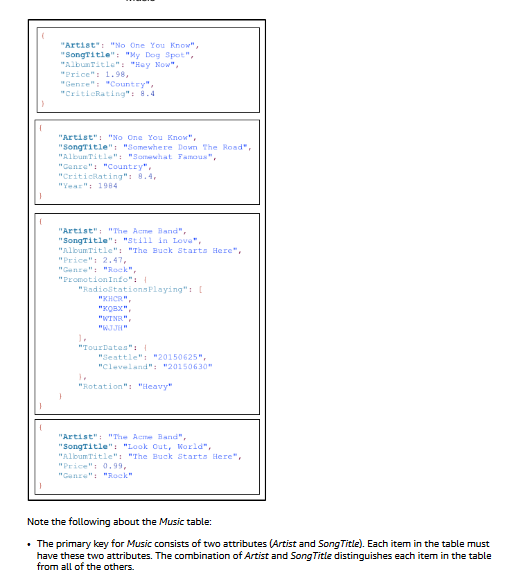 {
"Artist": "No One You Know",
"SongTitle": "My Dog Spot",
"AlbumTitle": "Hey Now",
"Price": 1.98,
"Genre": "Country",
"CriticRating": 8.4
}
{
"Artist": "No One You Know",
"SongTitle": "Somewhere Down The Road",
"AlbumTitle": "Somewhat Famous",
"Genre": "Country",
"CriticRating": 8.4,
"Year": 1984
}
{
"Artist": "The Acme Band",
"SongTitle": "Still in Love",
"AlbumTitle": "The Buck Starts Here",
"Price": 2.47,
"Genre": "Rock",
"PromotionInfo": {
"RadioStationsPlaying": [
"KHCR",
"KQBX",
"WTNR",
"WJJH"
],
"TourDates": {
"Seattle": "20150625",
"Cleveland": "20150630"
},
"Rotation": "Heavy"
}
}
{
"Artist": "The Acme Band",
"SongTitle": "Look Out, World",
"AlbumTitle": "The Buck Starts Here",
"Price": 0.99,
"Genre": "Rock"
}
Note the following about the Music table:
• The primary key for Music consists of two attributes (Artist and SongTitle). Each item in the table must
have these two attributes. The combination of Artist and SongTitle distinguishes each item in the table
from all of the others.